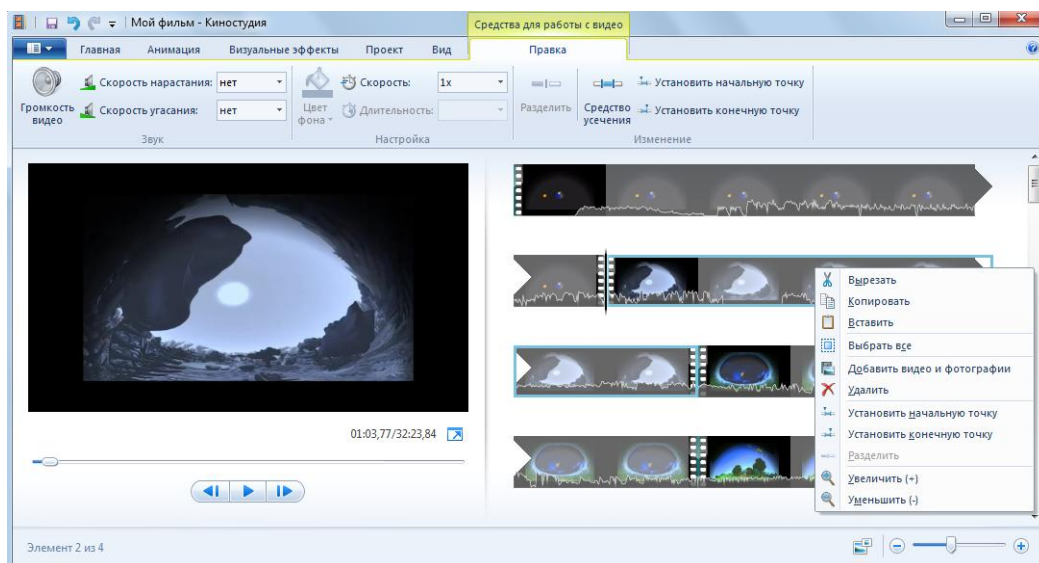 Мой фильм - Киностудия
Средства для работы с видео
Главная
Анимация
Визуальные эффекты
Проект
Вид
Правка
Громкость видео
Скорость нарастания: нет
Скорость угасания: нет
Звук
Цвет фона
Скорость: 1x
Длительность:
Настройка
Разделить
Средство усечения
Установить начальную точку
Установить конечную точку
Изменение
01:03,77/32:23,84
Вырезать
Копировать
Вставить
Выбрать все
Добавить видео и фотографии
Удалить
Установить начальную точку
Установить конечную точку
Разделить
Увеличить (+)
Уменьшить (-)
Элемент 2 из 4